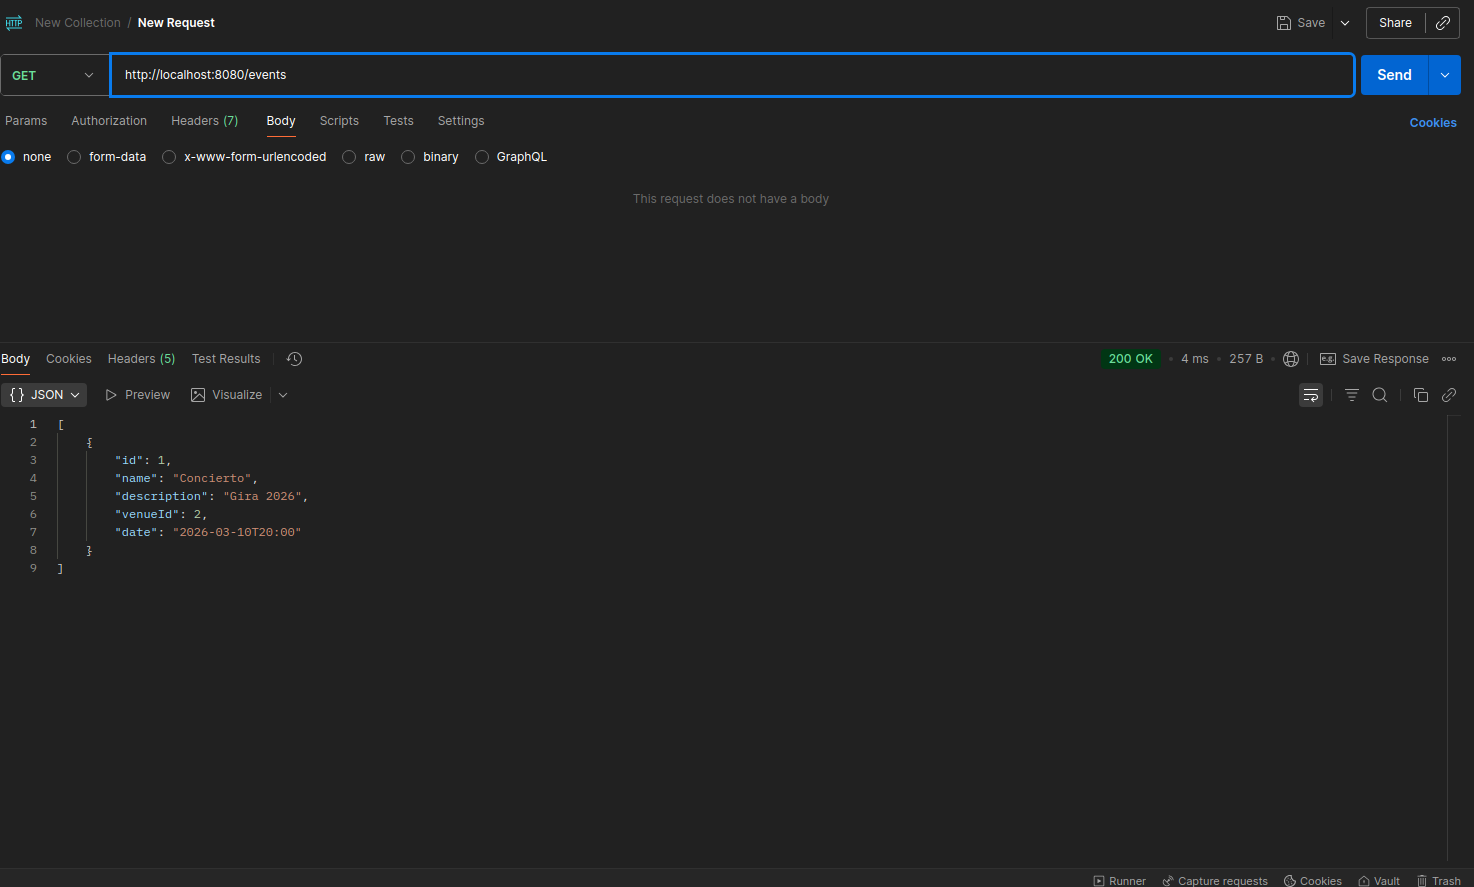 HTTP New Collection / New Request Save Share
GET http://localhost:8080/events Send
Params Authorization Headers (7) Body Scripts Tests Settings Cookies
none form-data x-www-form-urlencoded raw binary GraphQL
This request does not have a body
Body Cookies Headers (5) Test Results 200 OK • 4 ms • 257 B • e.g. Save Response
{} JSON Preview Visualize
1 [
2 {
3 "id": 1,
4 "name": "Concierto",
5 "description": "Gira 2026",
6 "venueId": 2,
7 "date": "2026-03-10T20:00"
8 }
9 ]
Runner Capture requests Cookies Vault Trash